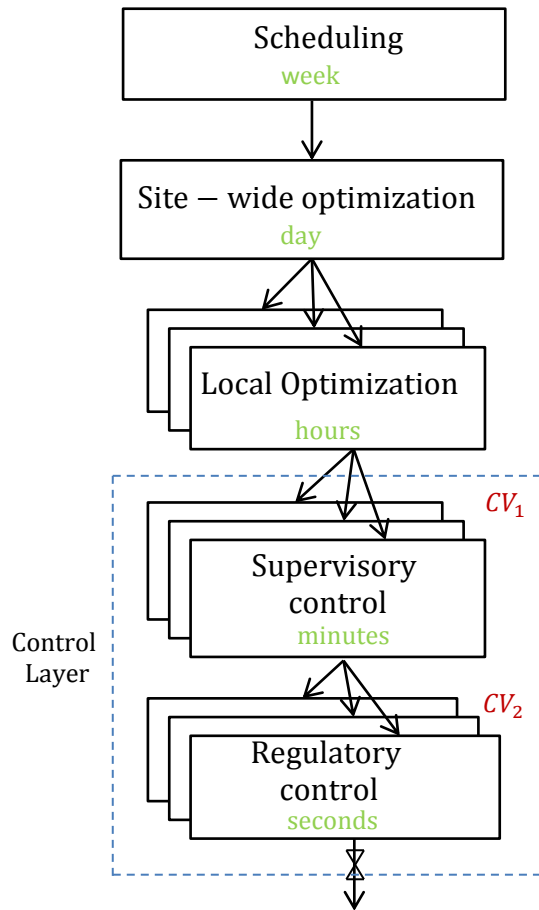 Scheduling
week
Site − wide optimization
day
Local Optimization
hours
CV₁
Supervisory
control
minutes
Control
Layer
CV₂
Regulatory
control
seconds